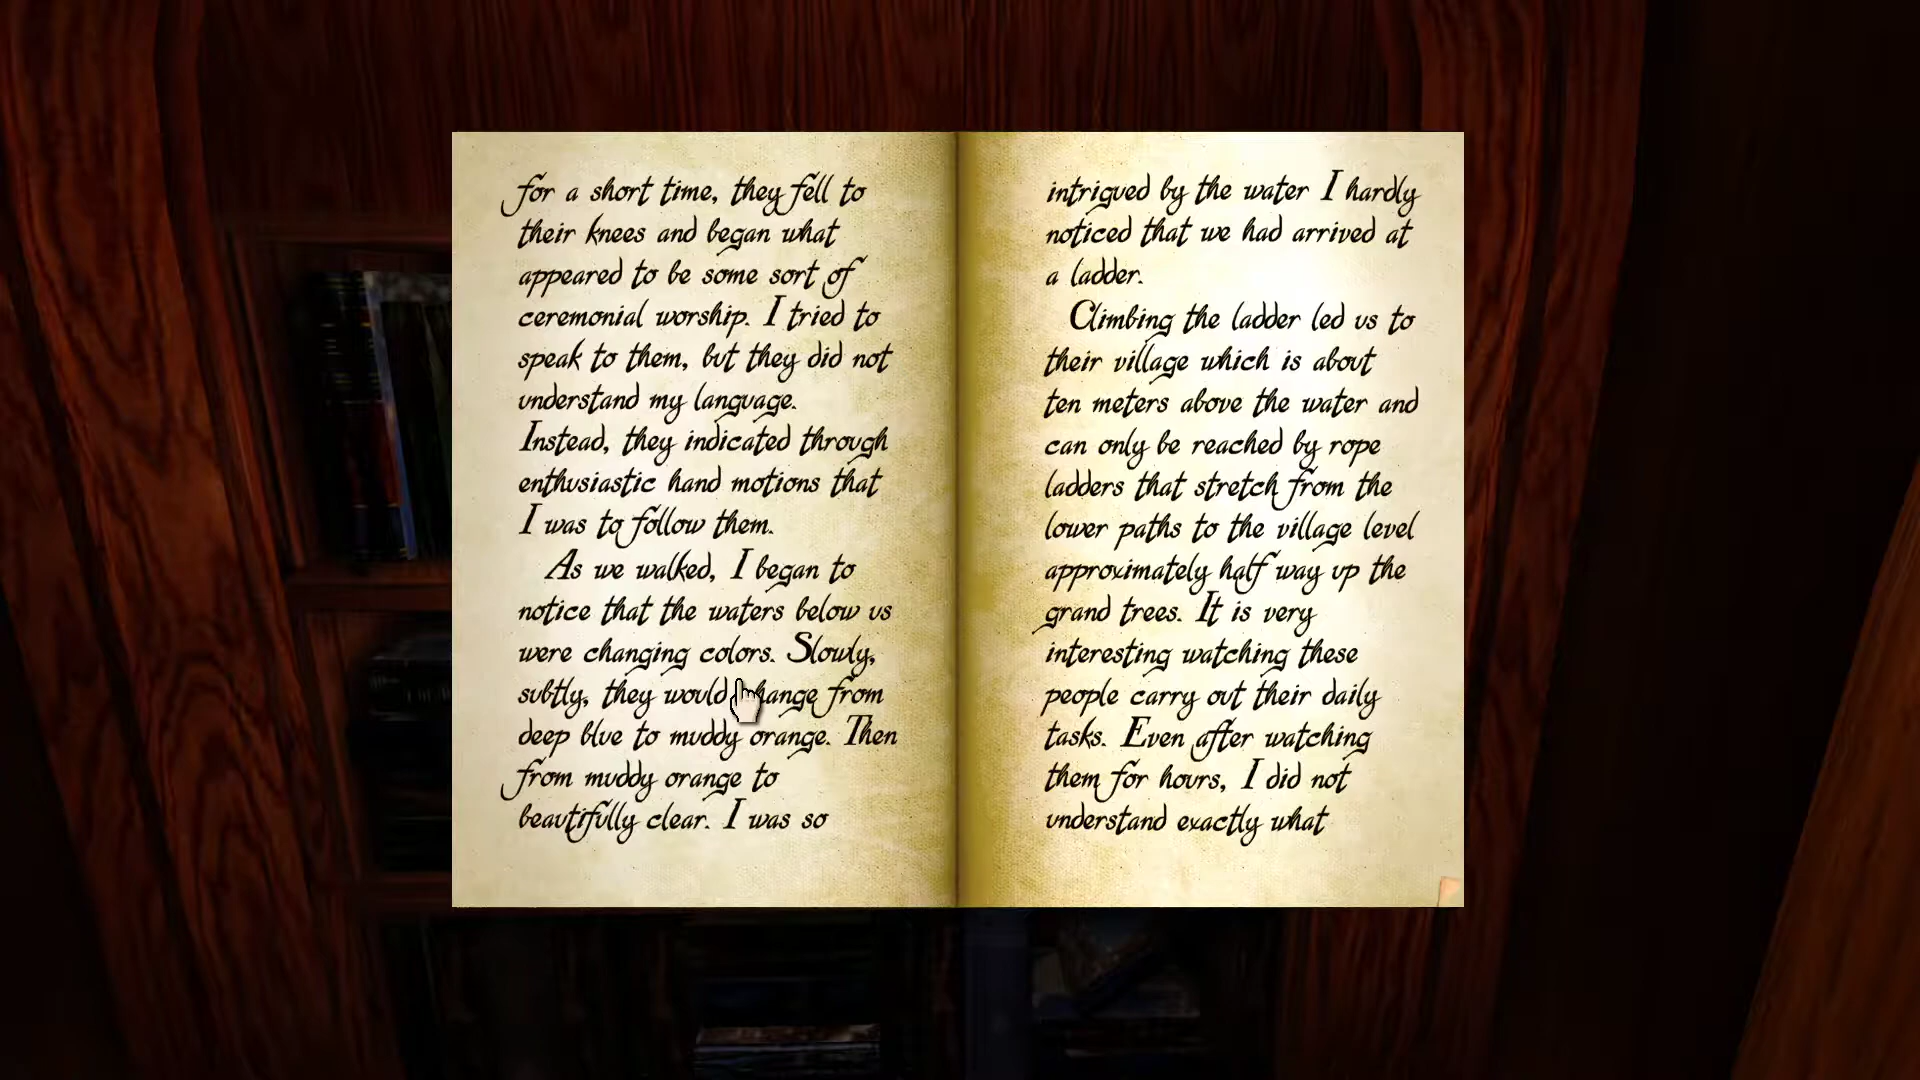 for a short time, they fell to
their knees and began what
appeared to be some sort of
ceremonial worship. I tried to
speak to them, but they did not
understand my language.
Instead, they indicated through
enthusiastic hand motions that
I was to follow them.
As we walked, I began to
notice that the waters below us
were changing colors. Slowly,
subtly, they would change from
deep blue to muddy orange. Then
from muddy orange to
beautifully clear. I was so
intrigued by the water I hardly
noticed that we had arrived at
a ladder.
Climbing the ladder led us to
their village which is about
ten meters above the water and
can only be reached by rope
ladders that stretch from the
lower paths to the village level
approximately half way up the
grand trees. It is very
interesting watching these
people carry out their daily
tasks. Even after watching
them for hours, I did not
understand exactly what